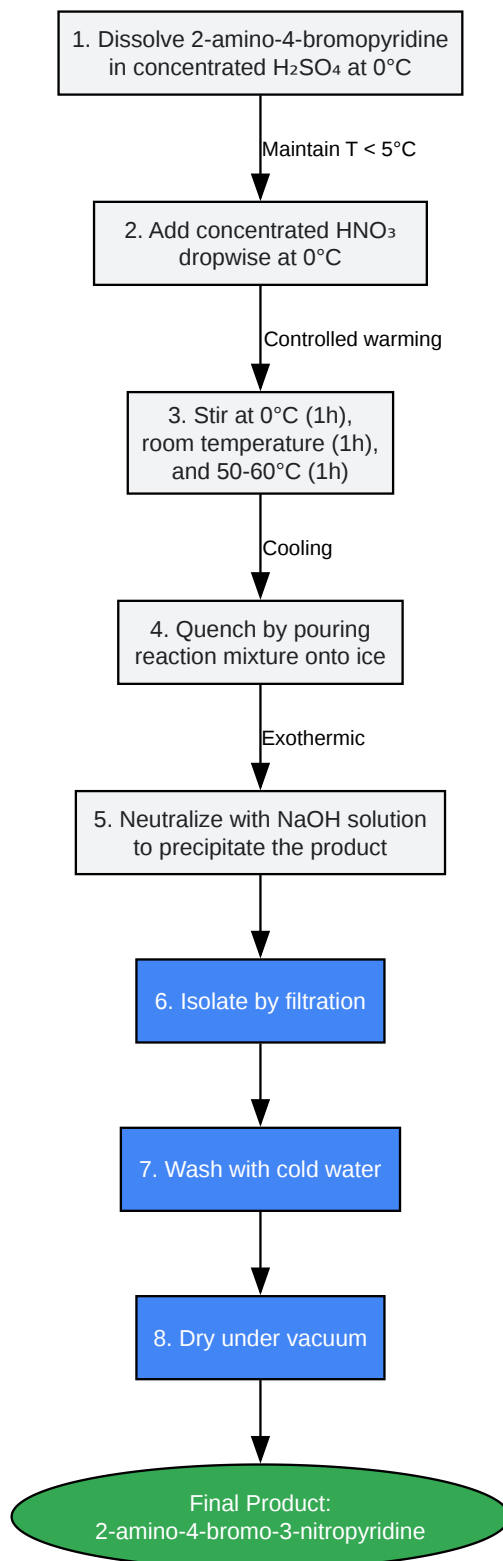 1. Dissolve 2-amino-4-bromopyridine
in concentrated H₂SO₄ at 0°C
Maintain T < 5°C
2. Add concentrated HNO₃
dropwise at 0°C
Controlled warming
3. Stir at 0°C (1h),
room temperature (1h),
and 50-60°C (1h)
Cooling
4. Quench by pouring
reaction mixture onto ice
Exothermic
5. Neutralize with NaOH solution
to precipitate the product
6. Isolate by filtration
7. Wash with cold water
8. Dry under vacuum
Final Product:
2-amino-4-bromo-3-nitropyridine